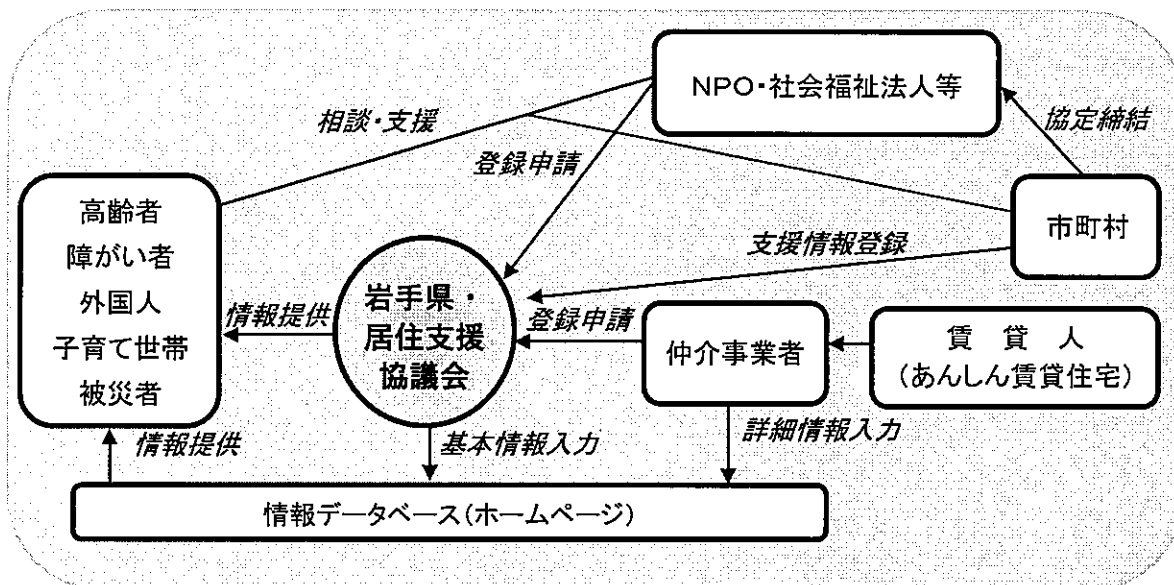 NPO・社会福祉法人等
相談・支援
協定締結
登録申請
高齢者
障がい者
外国人
子育て世帯
被災者
市町村
支援情報登録
岩手県・
居住支援
協議会
情報提供
登録申請
仲介事業者
賃 貸 人
(あんしん賃貸住宅)
情報提供
基本情報入力
詳細情報入力
情報データベース(ホームページ)